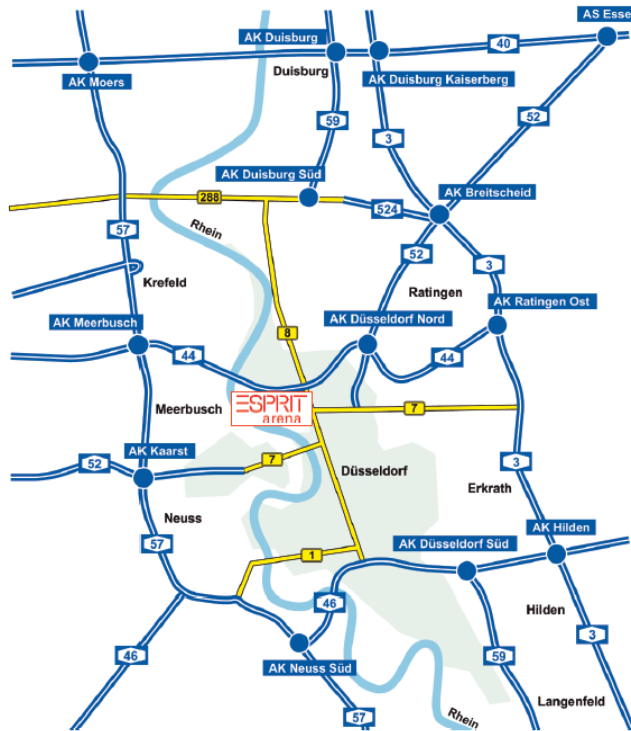 AS Esse
AK Duisburg
40
AK Moers
Duisburg
AK Duisburg Kaiserberg
59
52
3
AK Duisburg Süd
288
524
AK Breitscheid
57
Rhein
52
3
Krefeld
Ratingen
AK Ratingen Ost
AK Meerbusch
8
AK Düsseldorf Nord
44
44
Meerbusch
ESPRIT
arena
7
AK Kaarst
52
7
Düsseldorf
3
Erkrath
Neuss
AK Hilden
57
1
AK Düsseldorf Süd
46
Hilden
46
AK Neuss Süd
59
3
57
Rhein
Langenfeld